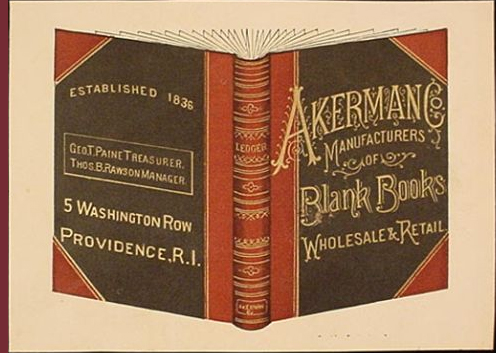 ESTABLISHED 1836
GEO.T.PAINE TREASURER.
THOS.B.RAWSON MANAGER.
5 WASHINGTON ROW
PROVIDENCE,R.I.
LEDGER
AKERMAN CO.
MANUFACTURERS
OF
Blank Books
WHOLESALE & RETAIL.